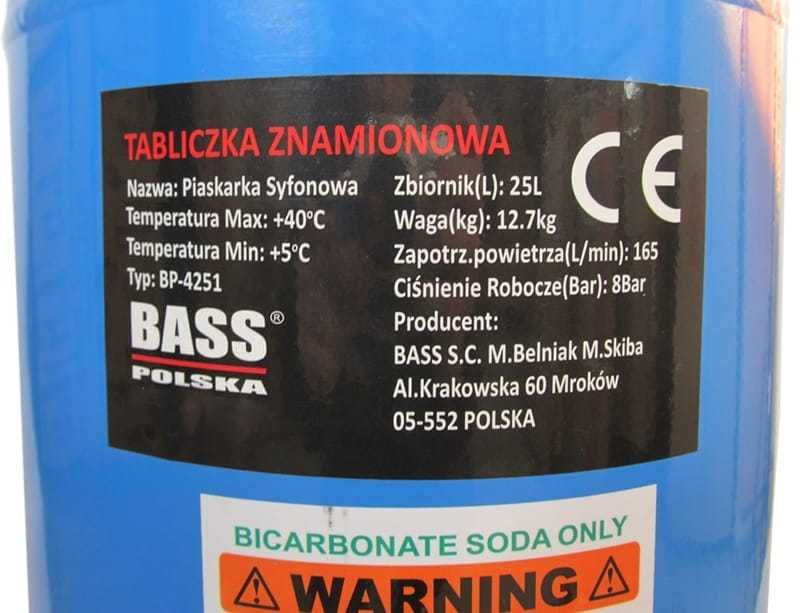 TABLICZKA ZNAMIONOWA
CE
Nazwa: Piaskarka Syfonowa
Temperatura Max: +40°C
Temperatura Min: +5°C
Typ: BP-4251
BASS®
POLSKA
Zbiornik(L): 25L
Waga(kg): 12.7kg
Zapotrz.powietrza(L/min): 165
Ciśnienie Robocze(Bar): 8Bar
Producent:
BASS S.C. M.Belniak M.Skiba
Al.Krakowska 60 Mroków
05-552 POLSKA
BICARBONATE SODA ONLY
WARNING